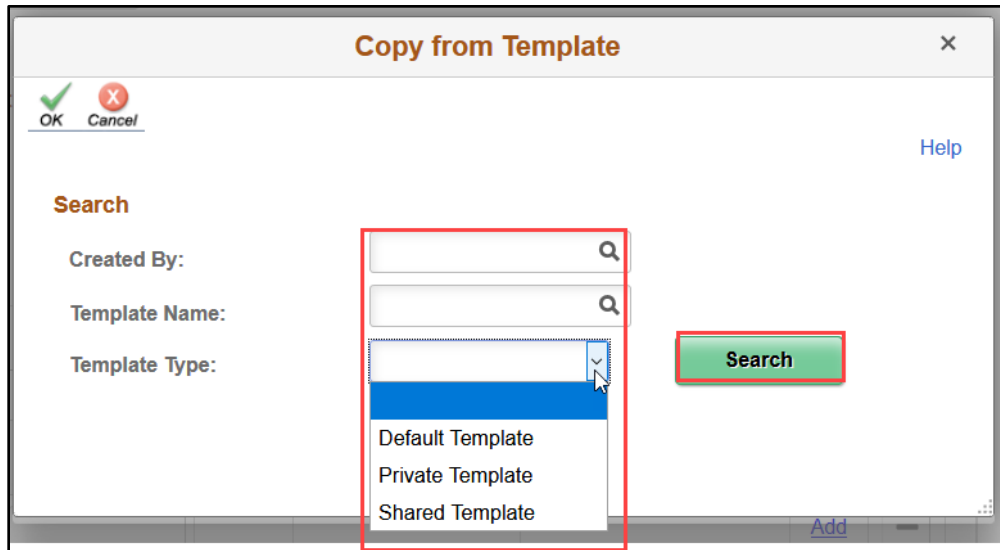 Copy from Template
X
OK Cancel
Help
Search
Created By:
Template Name:
Template Type:
Search
Default Template
Private Template
Shared Template
Add